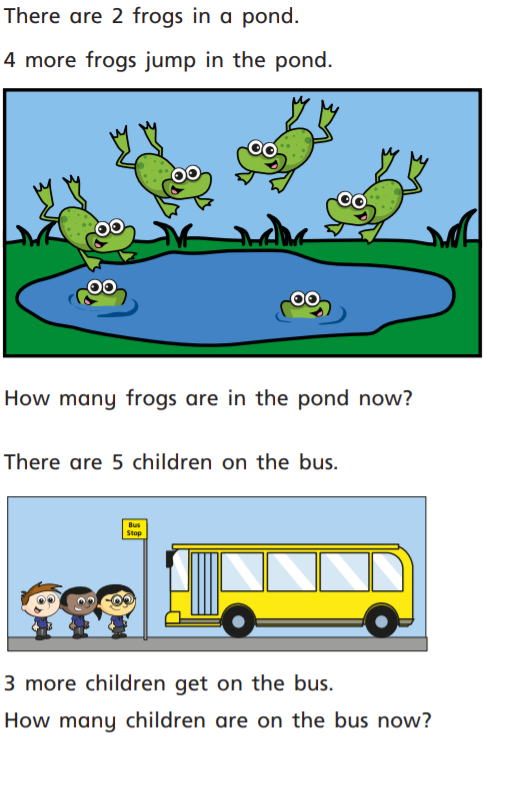 There are 2 frogs in a pond.
4 more frogs jump in the pond.
How many frogs are in the pond now?
There are 5 children on the bus.
Bus
Stop
3 more children get on the bus.
How many children are on the bus now?